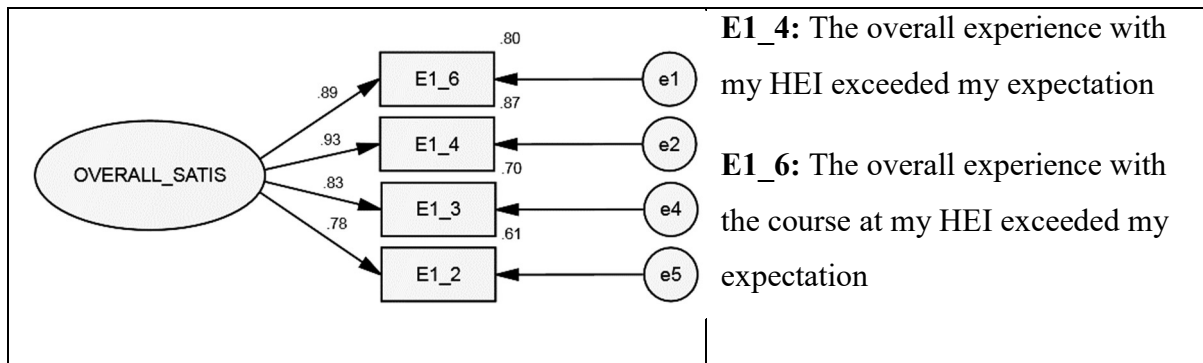 .80
E1_6
e1
.89
.87
.93
E1_4
e2
OVERALL_SATIS
.70
.83
E1_3
e4
.78
.61
E1_2
e5
E1_4: The overall experience with
my HEI exceeded my expectation
E1_6: The overall experience with
the course at my HEI exceeded my
expectation